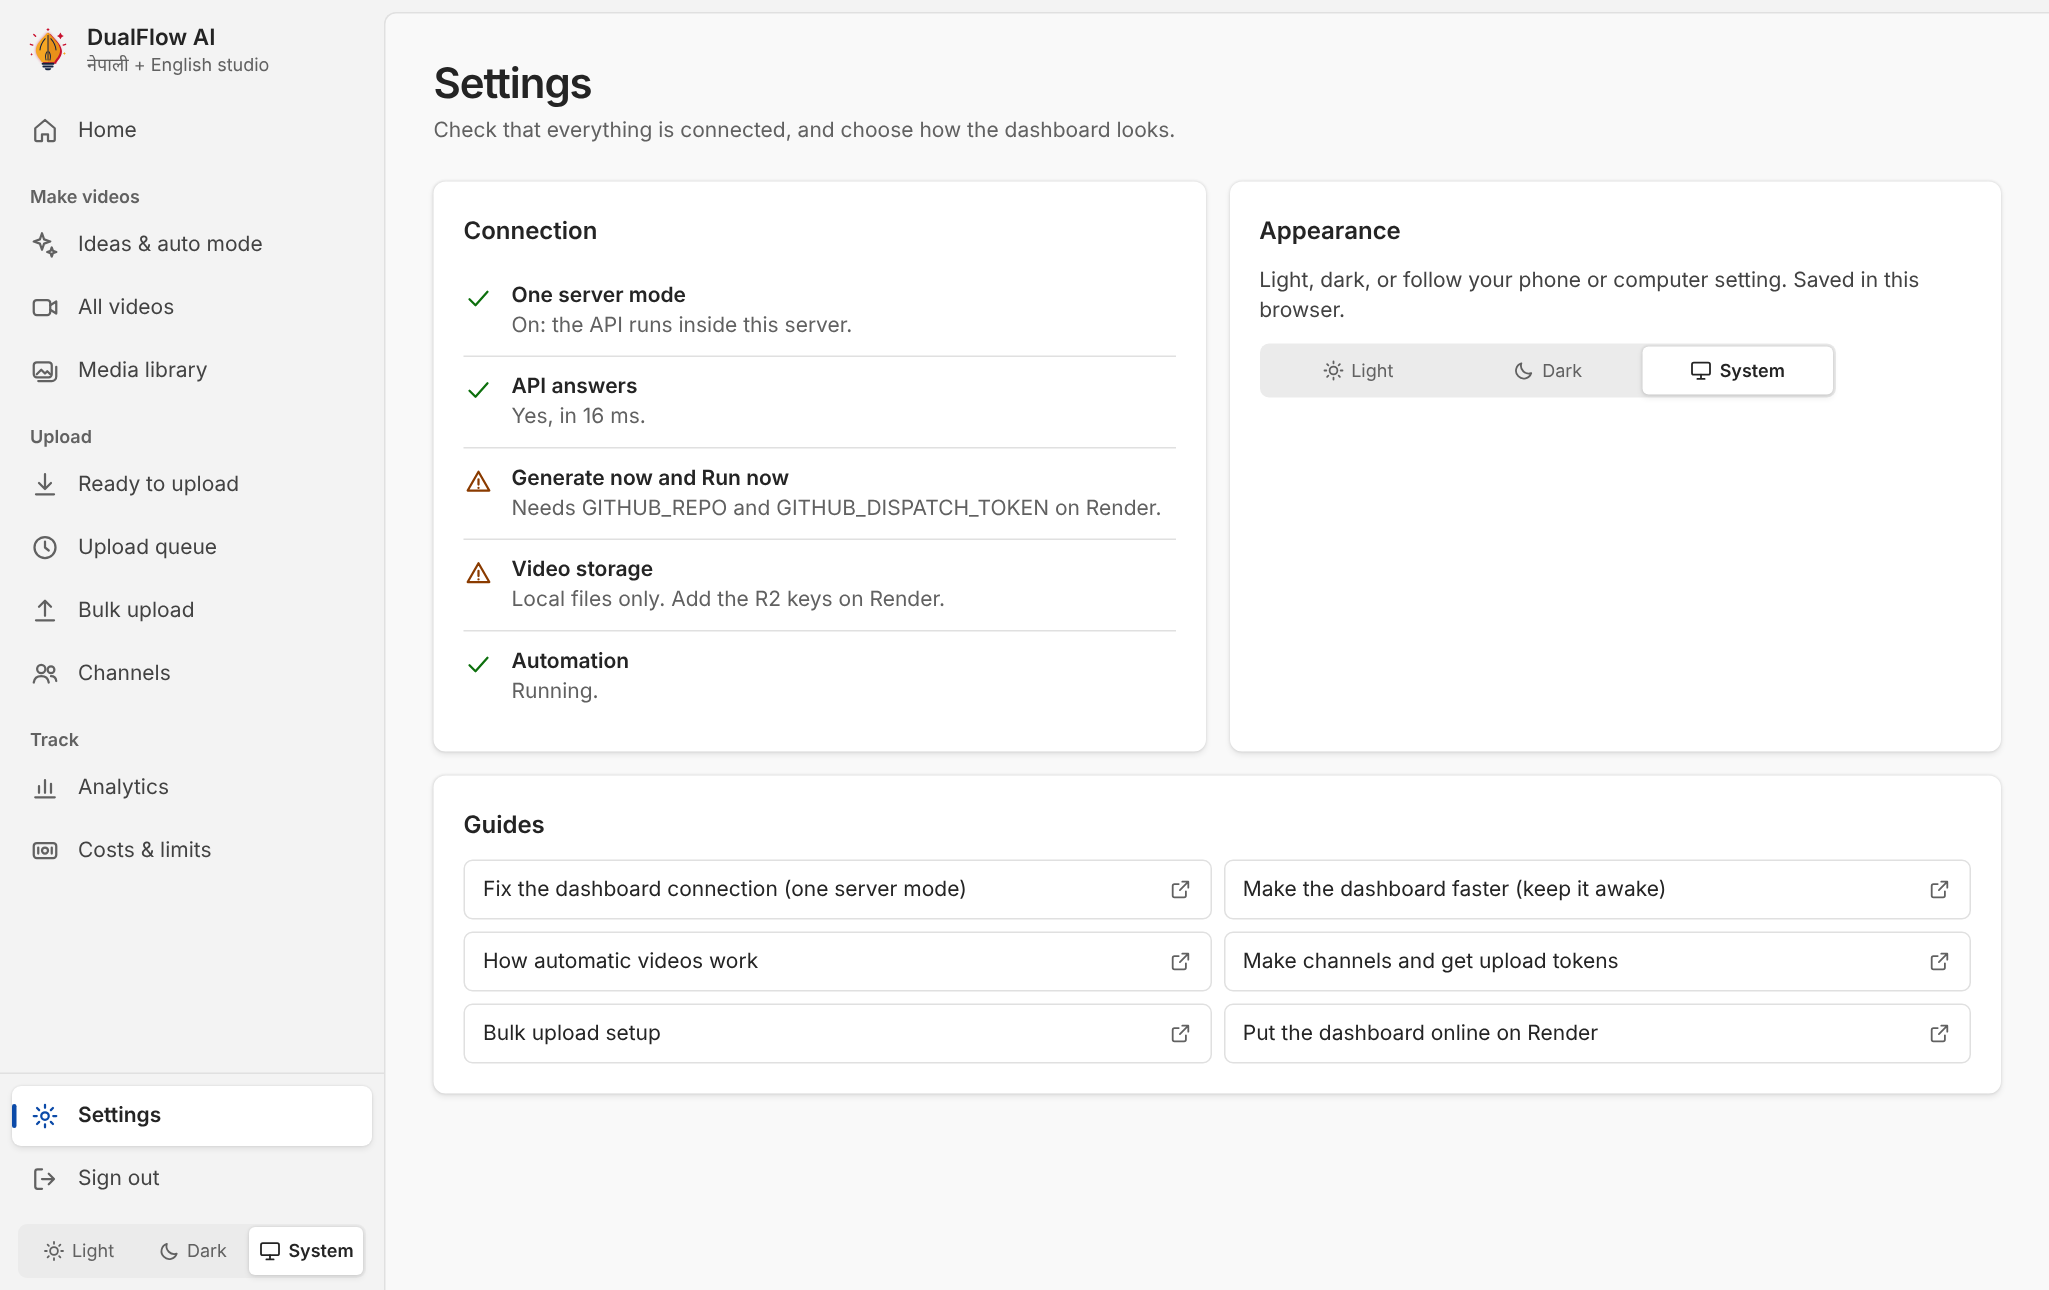 DualFlow AI
नेपाली + English studio
Home
Make videos
Ideas & auto mode
All videos
Media library
Upload
Ready to upload
Upload queue
Bulk upload
Channels
Track
Analytics
Costs & limits
Settings
Sign out
Light
Dark
System
Settings
Check that everything is connected, and choose how the dashboard looks.
Connection
One server mode
On: the API runs inside this server.
API answers
Yes, in 16 ms.
Generate now and Run now
Needs GITHUB_REPO and GITHUB_DISPATCH_TOKEN on Render.
Video storage
Local files only. Add the R2 keys on Render.
Automation
Running.
Appearance
Light, dark, or follow your phone or computer setting. Saved in this
browser.
Light
Dark
System
Guides
Fix the dashboard connection (one server mode)
Make the dashboard faster (keep it awake)
How automatic videos work
Make channels and get upload tokens
Bulk upload setup
Put the dashboard online on Render